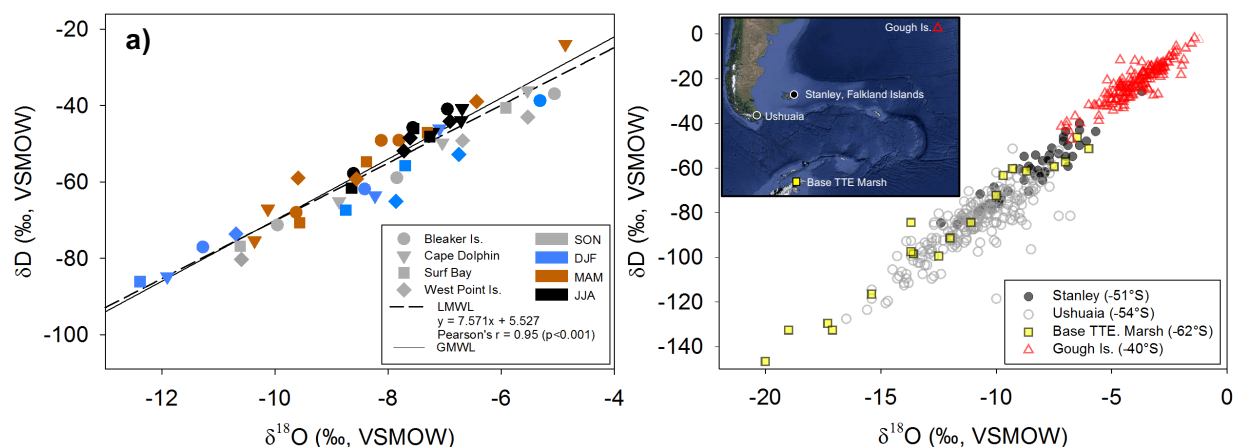 a)
-20
-40
-60
-80
-100
δD (‰, VSMOW)
-12
-10
-8
-6
-4
δ¹⁸O (‰, VSMOW)
Bleaker Is.
Cape Dolphin
Surf Bay
West Point Is.
SON
DJF
MAM
JJA
LMWL
y = 7.571x + 5.527
Pearson's r = 0.95 (p<0.001)
GMWL
0
-20
-40
-60
-80
-100
-120
-140
δD (‰, VSMOW)
-20
-15
-10
-5
0
δ¹⁸O (‰, VSMOW)
Gough Is.
Stanley, Falkland Islands
Ushuaia
Base TTE Marsh
Stanley (-51°S)
Ushuaia (-54°S)
Base TTE. Marsh (-62°S)
Gough Is. (-40°S)